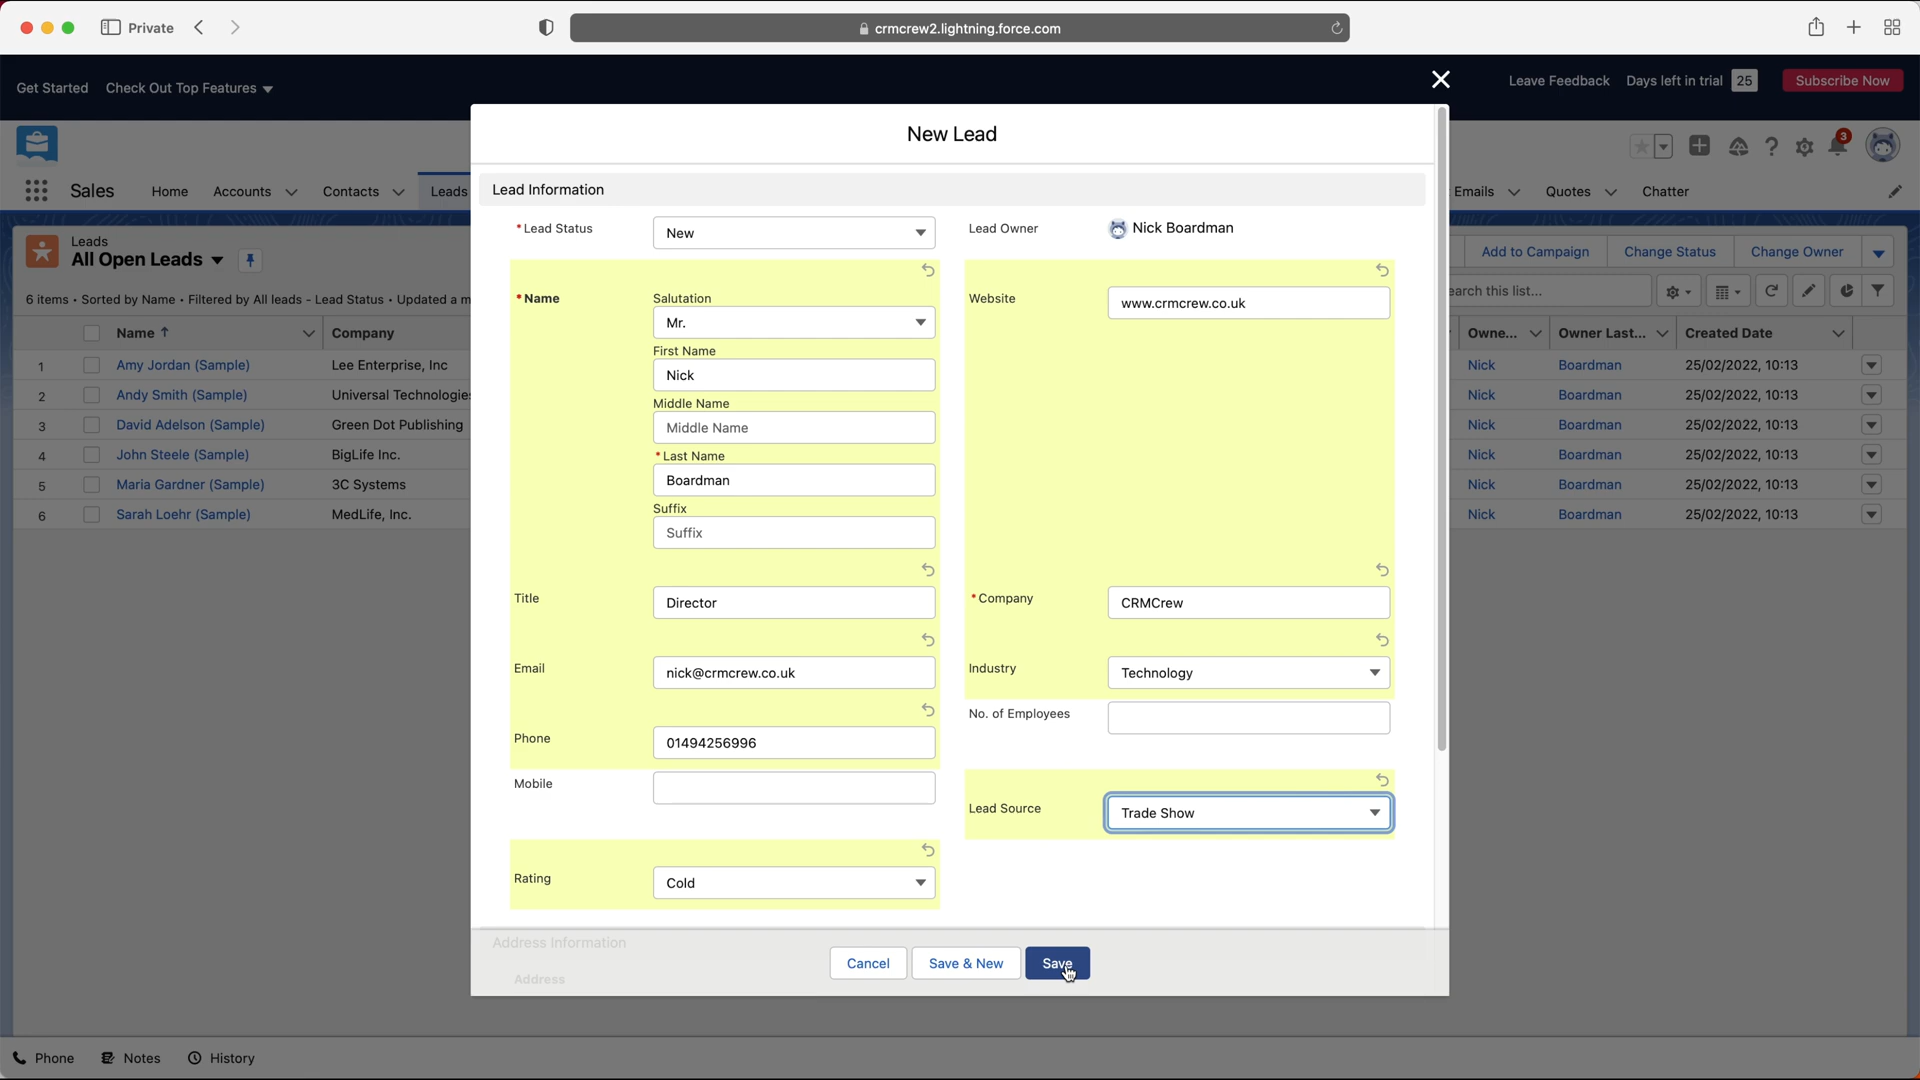 Private
crmcrew2.lightning.force.com
Get Started Check Out Top Features
Leave Feedback Days left in trial 25 Subscribe Now
3
Sales Home Accounts Contacts Leads
Emails Quotes Chatter
Leads
All Open Leads
Add to Campaign Change Status Change Owner
6 items • Sorted by Name • Filtered by All leads - Lead Status • Updated a
this list...
Name Company
Owne... Owner Last... Created Date
1 Amy Jordan (Sample) Lee Enterprise, Inc Nick Boardman 25/02/2022, 10:13
2 Andy Smith (Sample) Universal Technologies Nick Boardman 25/02/2022, 10:13
3 David Adelson (Sample) Green Dot Publishing Nick Boardman 25/02/2022, 10:13
4 John Steele (Sample) BigLife Inc. Nick Boardman 25/02/2022, 10:13
5 Maria Gardner (Sample) 3C Systems Nick Boardman 25/02/2022, 10:13
6 Sarah Loehr (Sample) MedLife, Inc. Nick Boardman 25/02/2022, 10:13
New Lead
Lead Information
*Lead Status New Lead Owner Nick Boardman
*Name Salutation Website
Mr. www.crmcrew.co.uk
First Name
Nick
Middle Name
Middle Name
*Last Name
Boardman
Suffix
Suffix
Title Director *Company CRMCrew
Email nick@crmcrew.co.uk Industry Technology
No. of Employees
Phone 01494256996
Mobile
Lead Source Trade Show
Rating Cold
Address Information
Address
Cancel Save & New Save
Phone Notes History